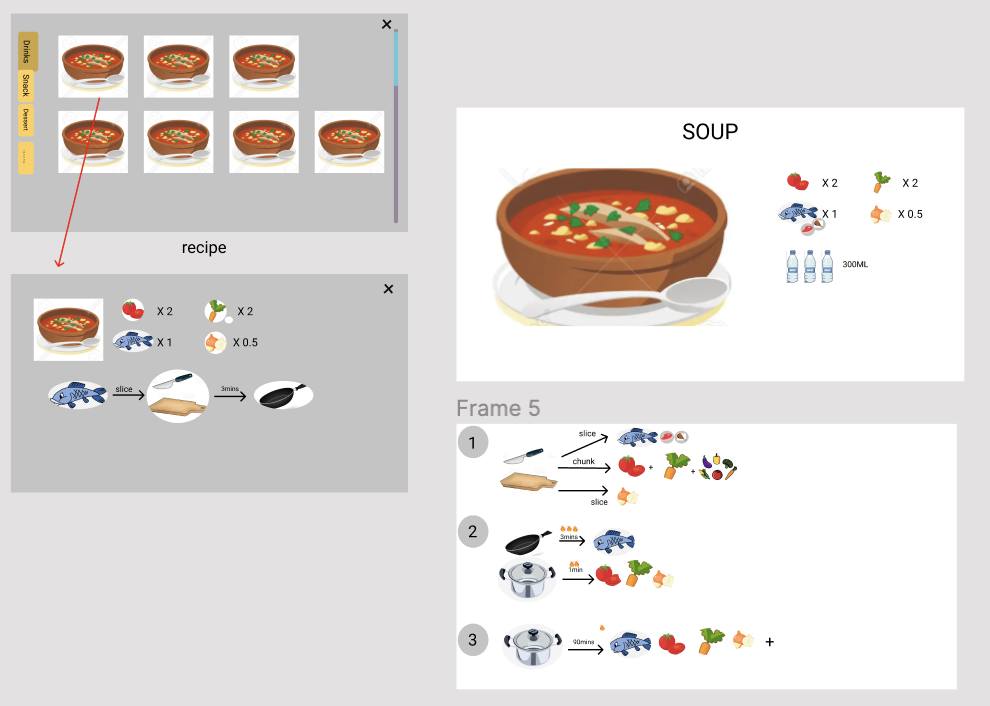 Drinks
Snack
Dessert
recipe
X 2
X 2
X 1
X 0.5
slice
3mins
SOUP
X 2
X 2
X 1
X 0.5
300ML
Frame 5
1
slice
chunk
+
+
slice
2
3mins
1min
3
90mins
+